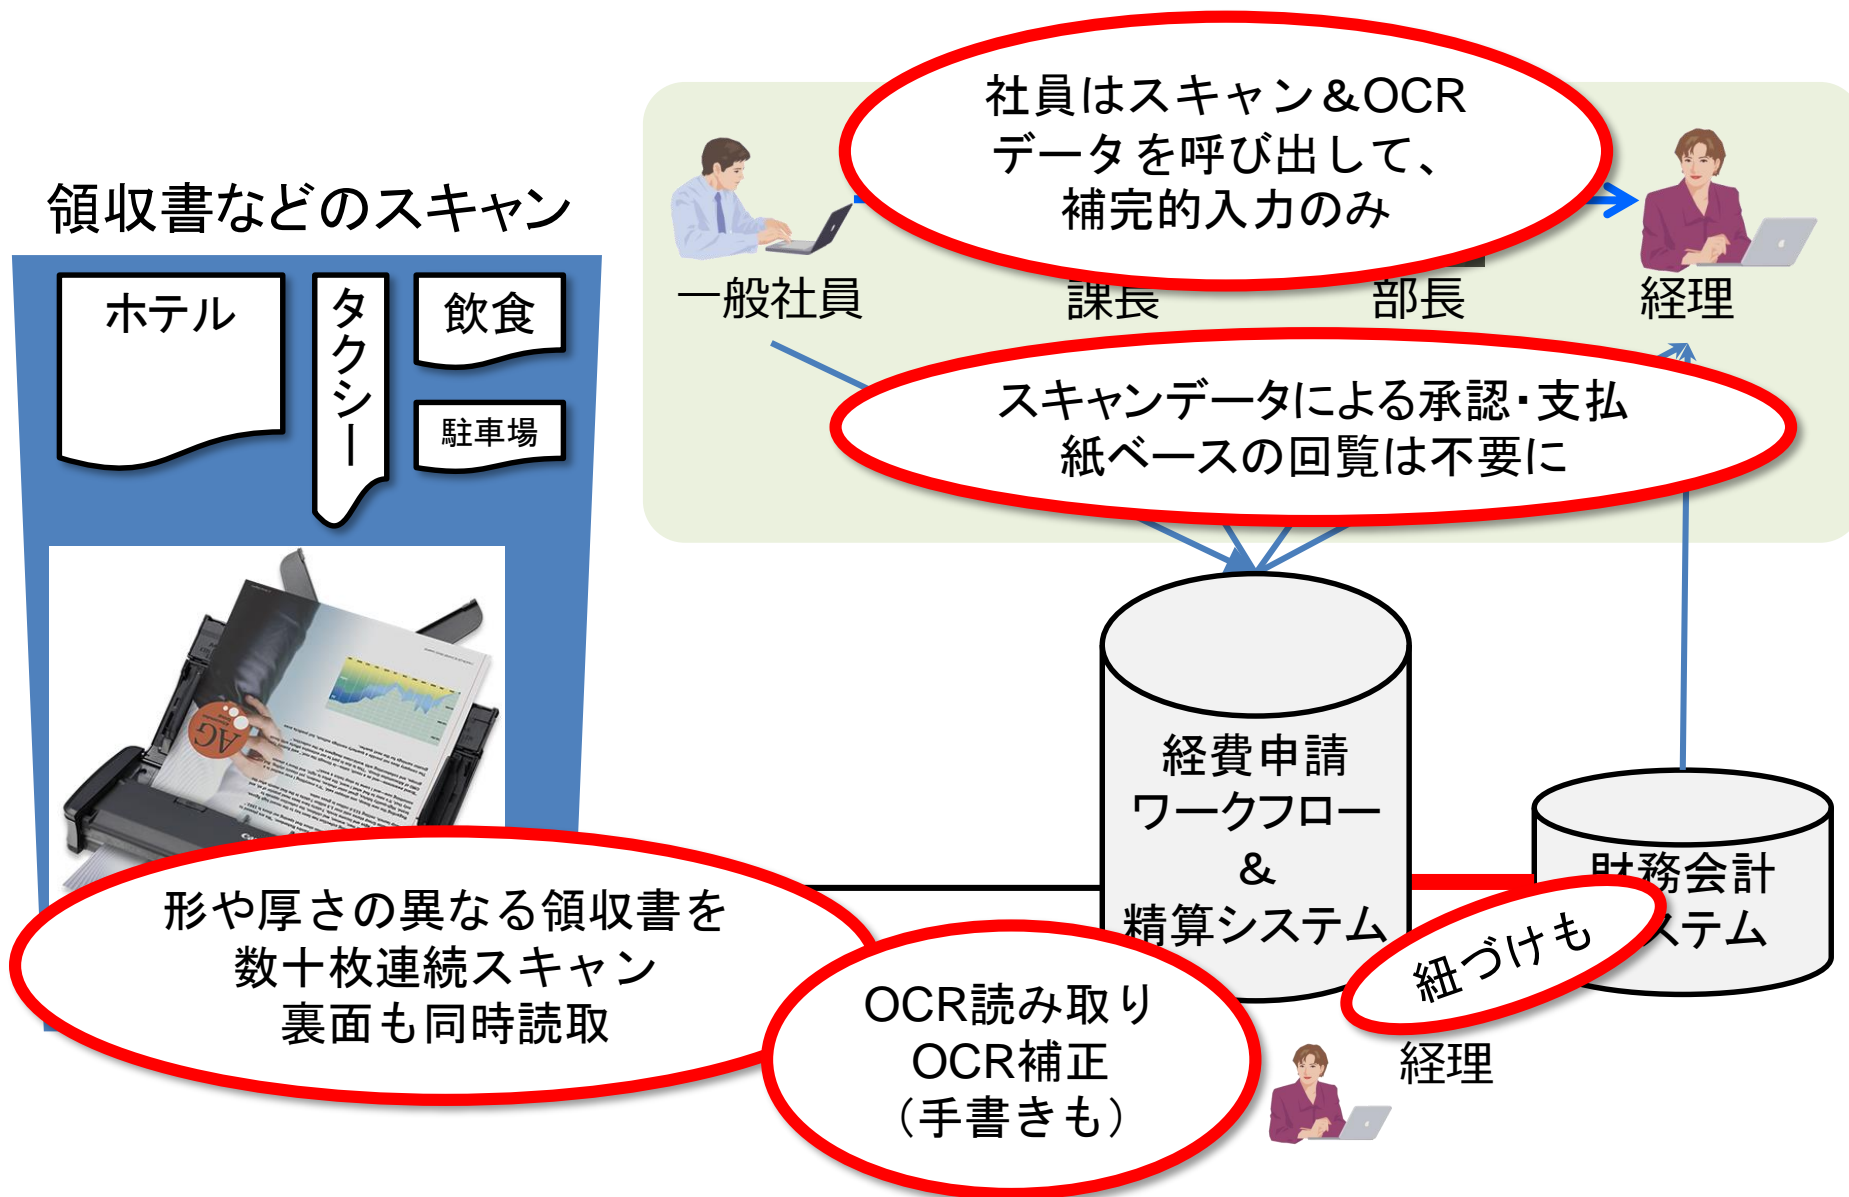 社員はスキャン＆OCR
データを呼び出して、
補完的入力のみ
領収書などのスキャン
ホテル
タクシー
飲食
駐車場
一般社員
課長
部長
経理
スキャンデータによる承認・支払
紙ベースの回覧は不要に
AG
経費申請
ワークフロー
＆
精算システム
財務会計
ステム
紐づけも
形や厚さの異なる領収書を
数十枚連続スキャン
裏面も同時読取
OCR読み取り
OCR補正
（手書きも）
経理